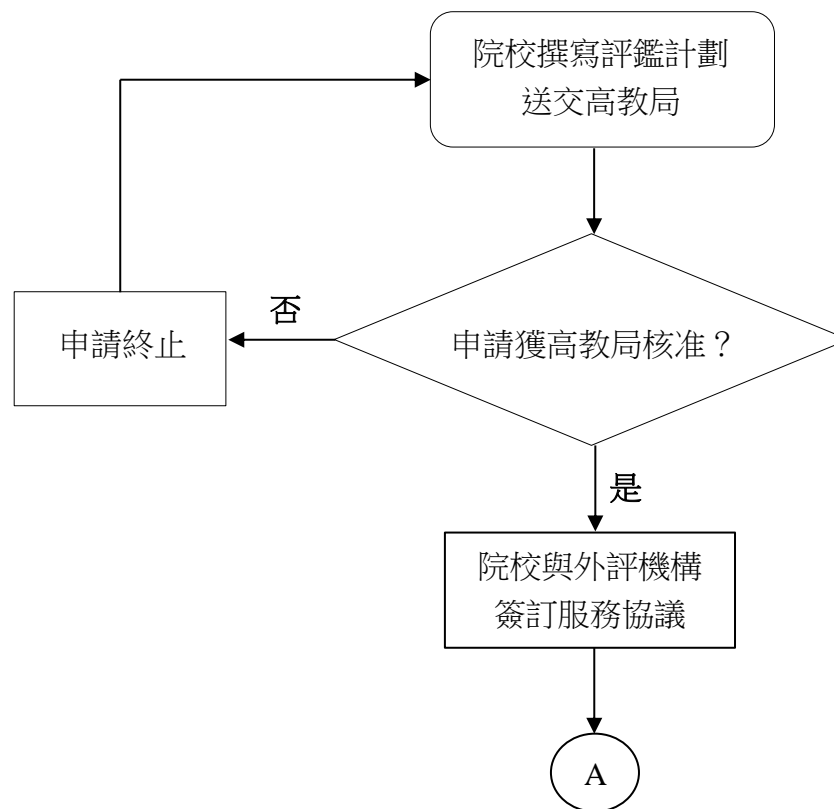 院校撰寫評鑑計劃
送交高教局
否
申請終止
申請獲高教局核准？
是
院校與外評機構
簽訂服務協議
A